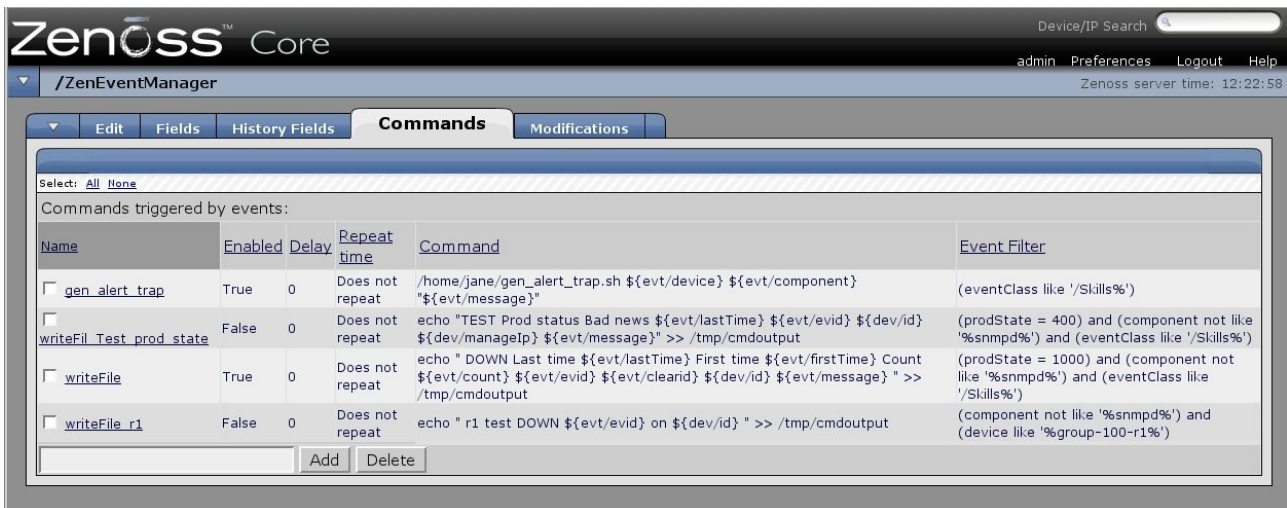 Zenoss™ Core
Device/IP Search
admin Preferences Logout Help
/ZenEventManager
Zenoss server time: 12:22:58
Edit Fields History Fields Commands Modifications
Select: All None
Commands triggered by events:
Name Enabled Delay Repeat time Command Event Filter
gen_alert_trap True 0 Does not repeat
/home/jane/gen_alert_trap.sh ${evt/device} ${evt/component}
"${evt/message}"
(eventClass like '/Skills%')
writeFil_Test_prod_state False 0 Does not repeat
echo "TEST Prod status Bad news ${evt/lastTime} ${evt/evid} ${dev/id}
${dev/manageIp} ${evt/message}" >> /tmp/cmdoutput
(prodState = 400) and (component not like
'%snmpd%') and (eventClass like '/Skills%')
writeFile True 0 Does not repeat
echo " DOWN Last time ${evt/lastTime} First time ${evt/firstTime} Count
${evt/count} ${evt/evid} ${evt/clearid} ${dev/id} ${evt/message} " >>
/tmp/cmdoutput
(prodState = 1000) and (component not
like '%snmpd%') and (eventClass like
'/Skills%')
writeFile_r1 False 0 Does not repeat
echo " r1 test DOWN ${evt/evid} on ${dev/id} " >> /tmp/cmdoutput
(component not like '%snmpd%') and
(device like '%group-100-r1%')
Add Delete